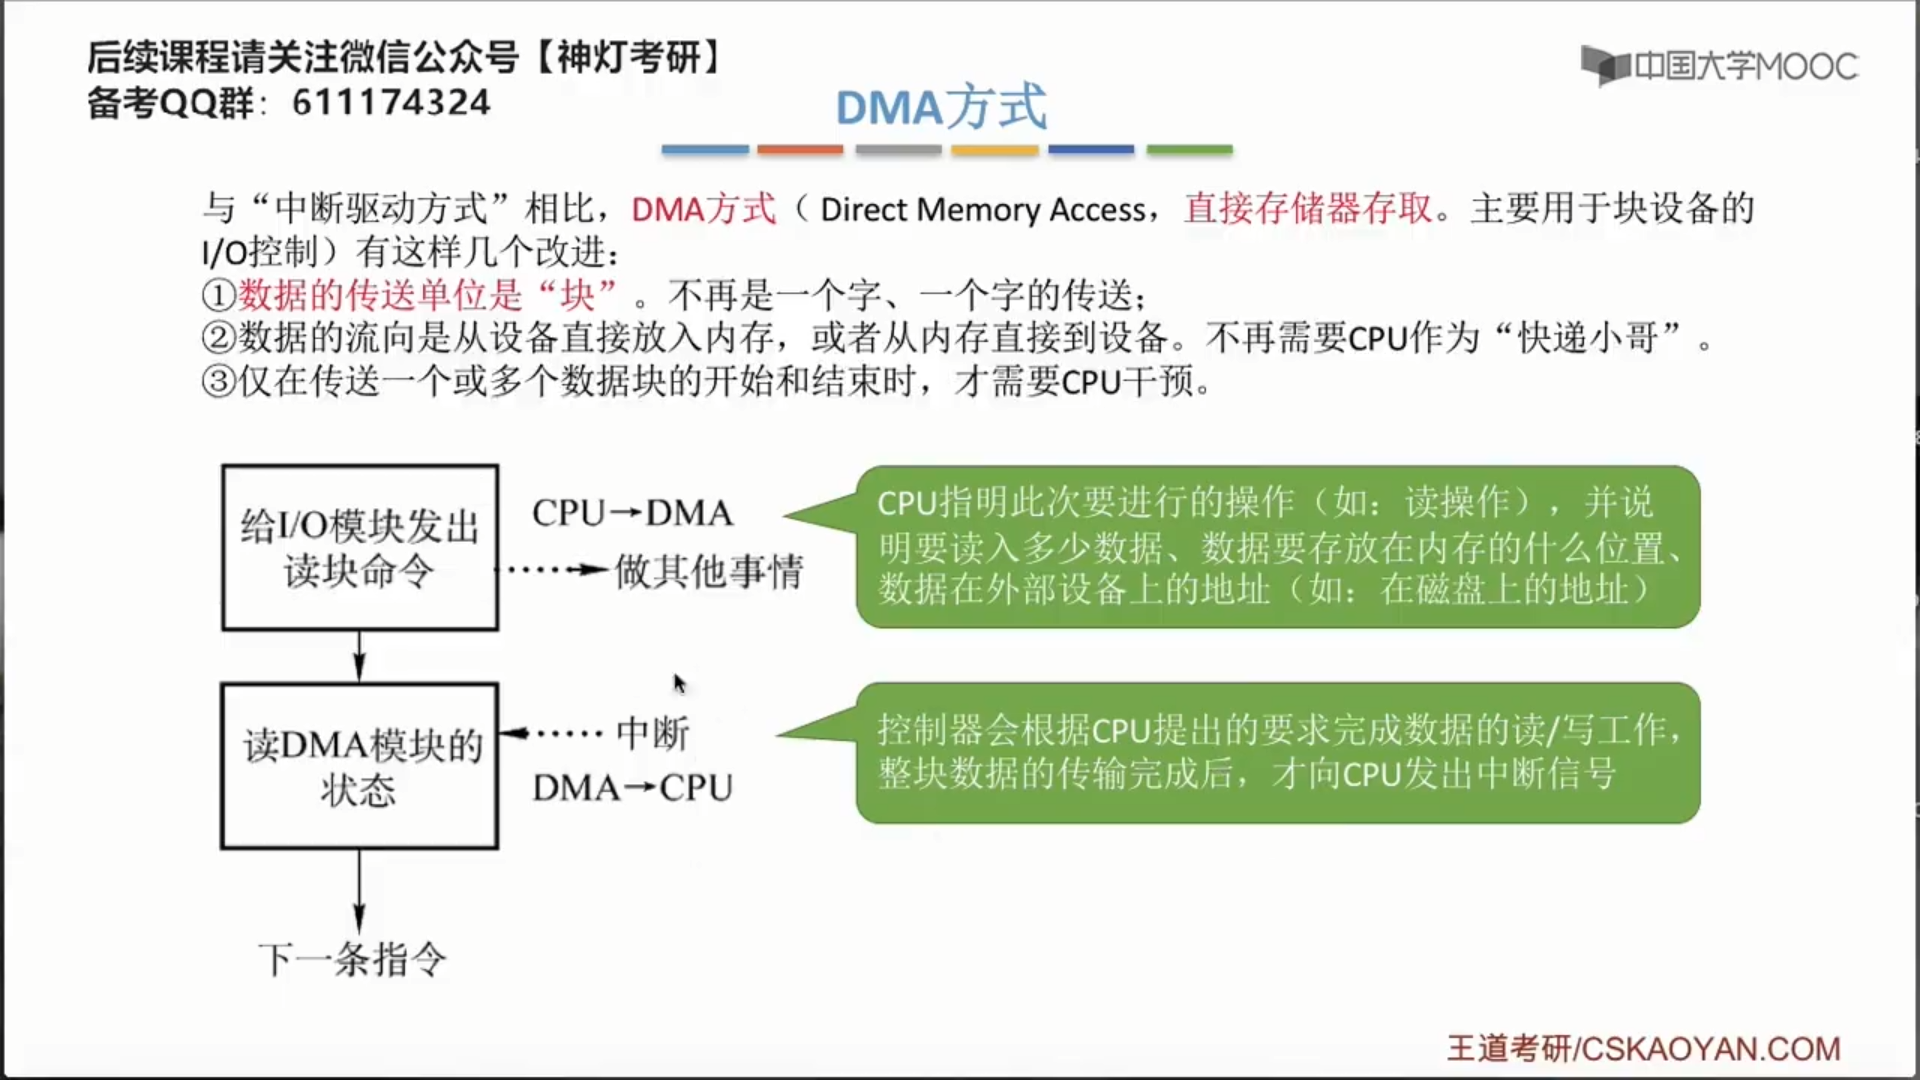 后续课程请关注微信公众号【神灯考研】
备考QQ群：611174324
中国大学MOOC
DMA方式
与“中断驱动方式”相比，DMA方式（ Direct Memory Access，直接存储器存取。主要用于块设备的
I/O控制）有这样几个改进：
①数据的传送单位是“块”。不再是一个字、一个字的传送；
②数据的流向是从设备直接放入内存，或者从内存直接到设备。不再需要CPU作为“快递小哥”。
③仅在传送一个或多个数据块的开始和结束时，才需要CPU干预。
给I/O模块发出
读块命令
CPU→DMA
做其他事情
CPU指明此次要进行的操作（如：读操作），并说
明要读入多少数据、数据要存放在内存的什么位置、
数据在外部设备上的地址（如：在磁盘上的地址）
读DMA模块的
状态
中断
DMA→CPU
控制器会根据CPU提出的要求完成数据的读/写工作，
整块数据的传输完成后，才向CPU发出中断信号
下一条指令
王道考研/CSKAOYAN.COM